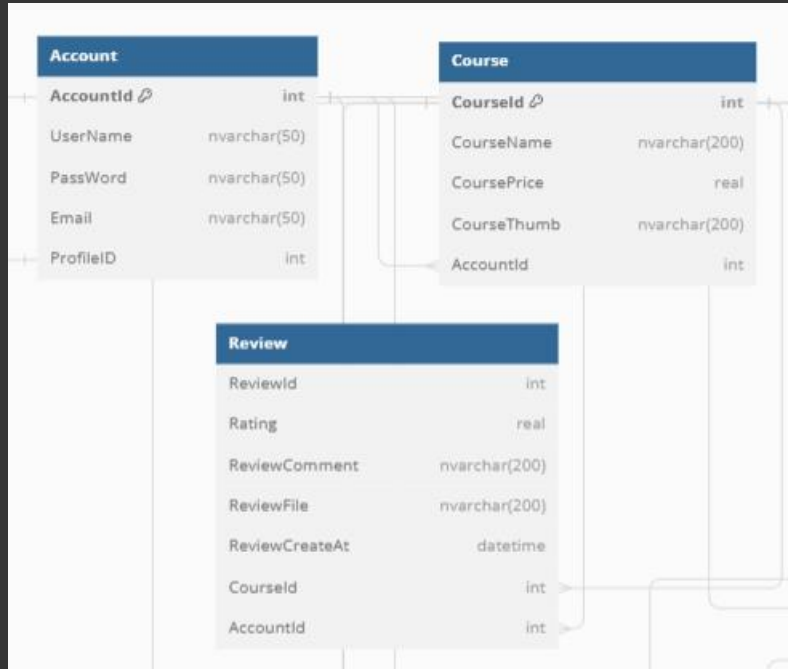 Account
AccountId int
UserName nvarchar(50)
PassWord nvarchar(50)
Email nvarchar(50)
ProfileID int
Course
CourseId int
CourseName nvarchar(200)
CoursePrice real
CourseThumb nvarchar(200)
AccountId int
Review
ReviewId int
Rating real
ReviewComment nvarchar(200)
ReviewFile nvarchar(200)
ReviewCreateAt datetime
CourseId int
AccountId int